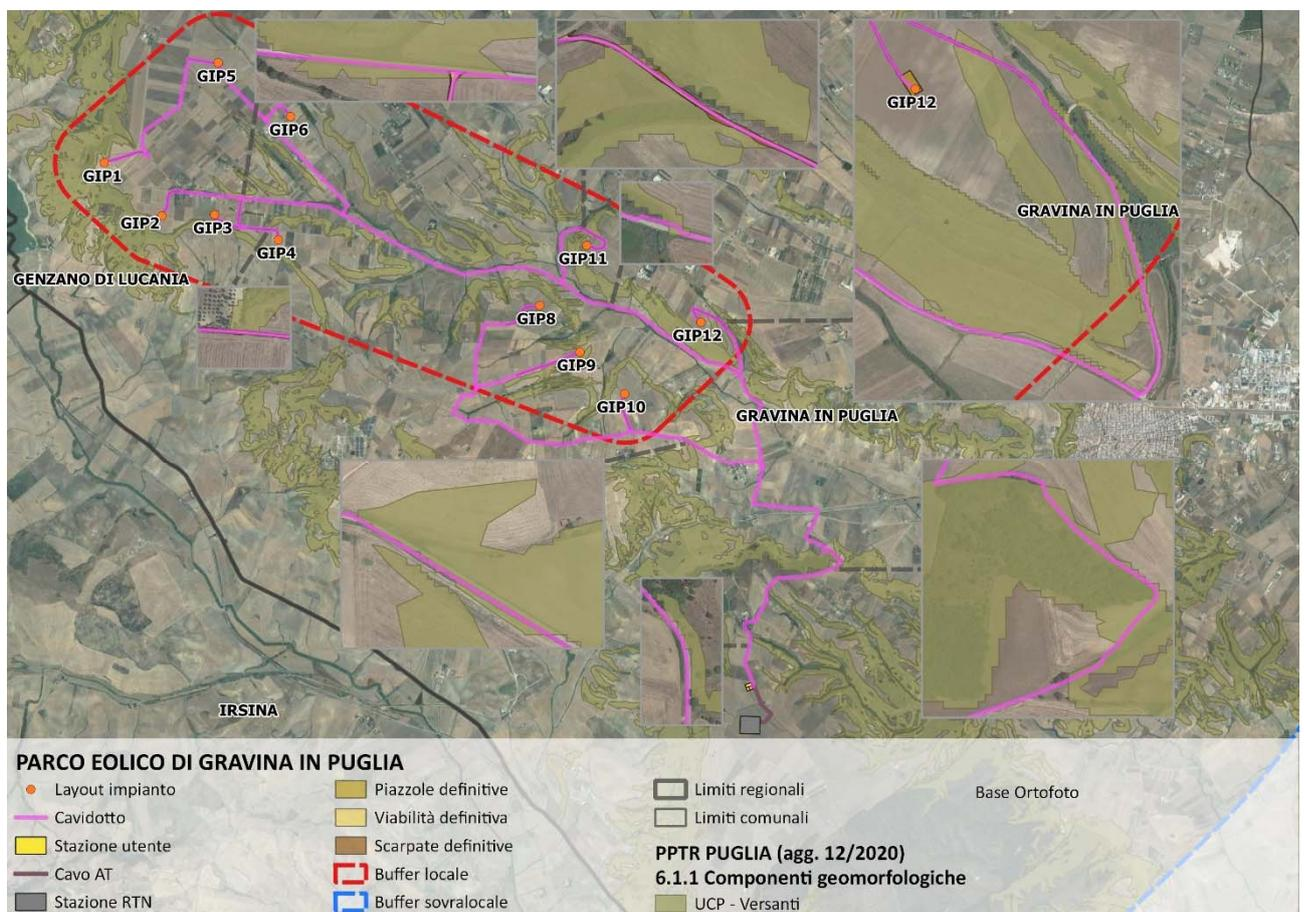 GIP5
GIP12
GIP6
GIP1
GIP2
GIP3
GRAVINA IN PUGLIA
GIP4
GIP11
GENZANO DI LUCANIA
GIP8
GIP12
GIP9
GIP10
GRAVINA IN PUGLIA
IRSINA
PARCO EOLICO DI GRAVINA IN PUGLIA
Layout impianto
Cavidotto
Stazione utente
Cavo AT
Stazione RTN
Piazzole definitive
Viabilità definitiva
Scarpate definitive
Buffer locale
Buffer sovralocale
Limiti regionali
Limiti comunali
PPTR PUGLIA (agg. 12/2020)
6.1.1 Componenti geomorfologiche
UCP - Versanti
Base Ortofoto